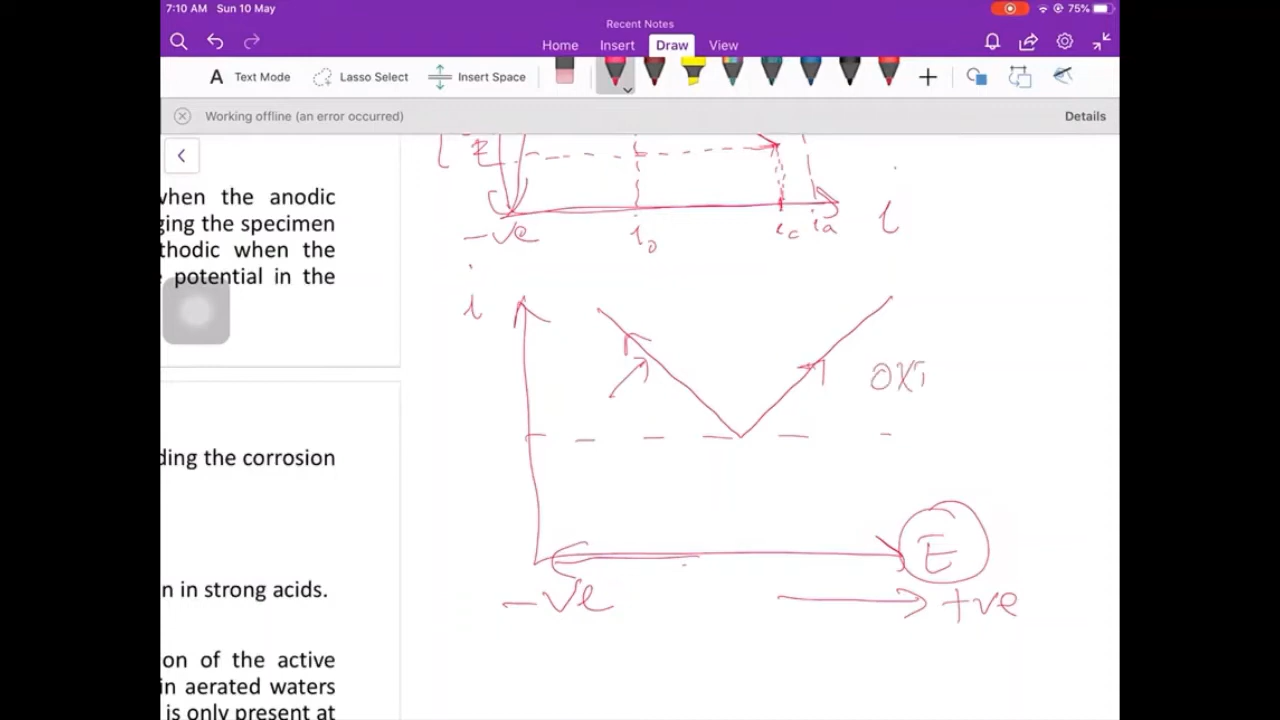 7:10 AM Sun 10 May
75%
Recent Notes
Home Insert Draw View
A Text Mode Lasso Select Insert Space
Working offline (an error occurred) Details
when the anodic
ging the specimen
thodic when the
potential in the
ding the corrosion
n in strong acids.
on of the active
in aerated waters
is only present at
E
-ve i₀ ic ia i
i
OXI
E
-ve +ve